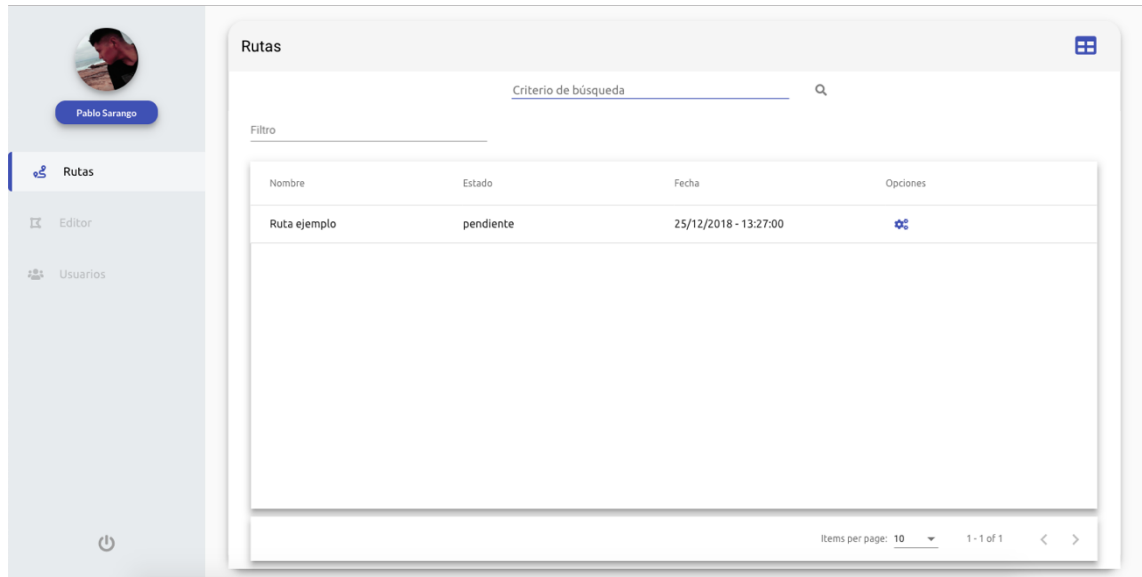 Pablo Sarango
Rutas
Editor
Usuarios
Rutas
Criterio de búsqueda
Filtro
Nombre Estado Fecha Opciones
Ruta ejemplo pendiente 25/12/2018 - 13:27:00
Items per page: 10 1 - 1 of 1